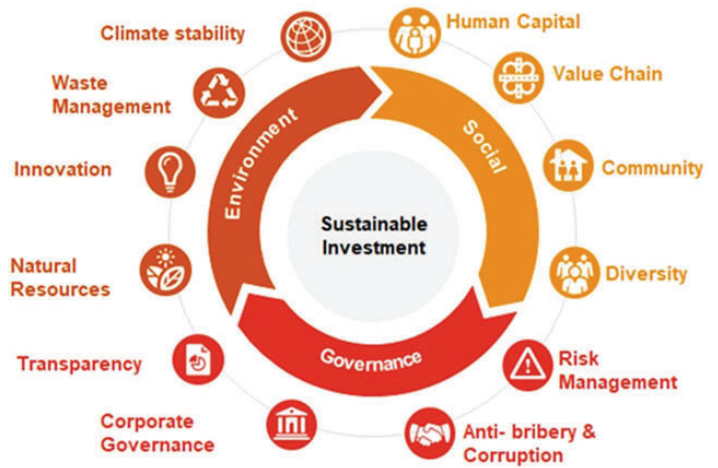 Climate stability
Human Capital
Waste
Management
Value Chain
Innovation
Community
Natural
Resources
Diversity
Transparency
Risk
Management
Corporate
Governance
Anti- bribery &
Corruption
Environment
Social
Governance
Sustainable
Investment